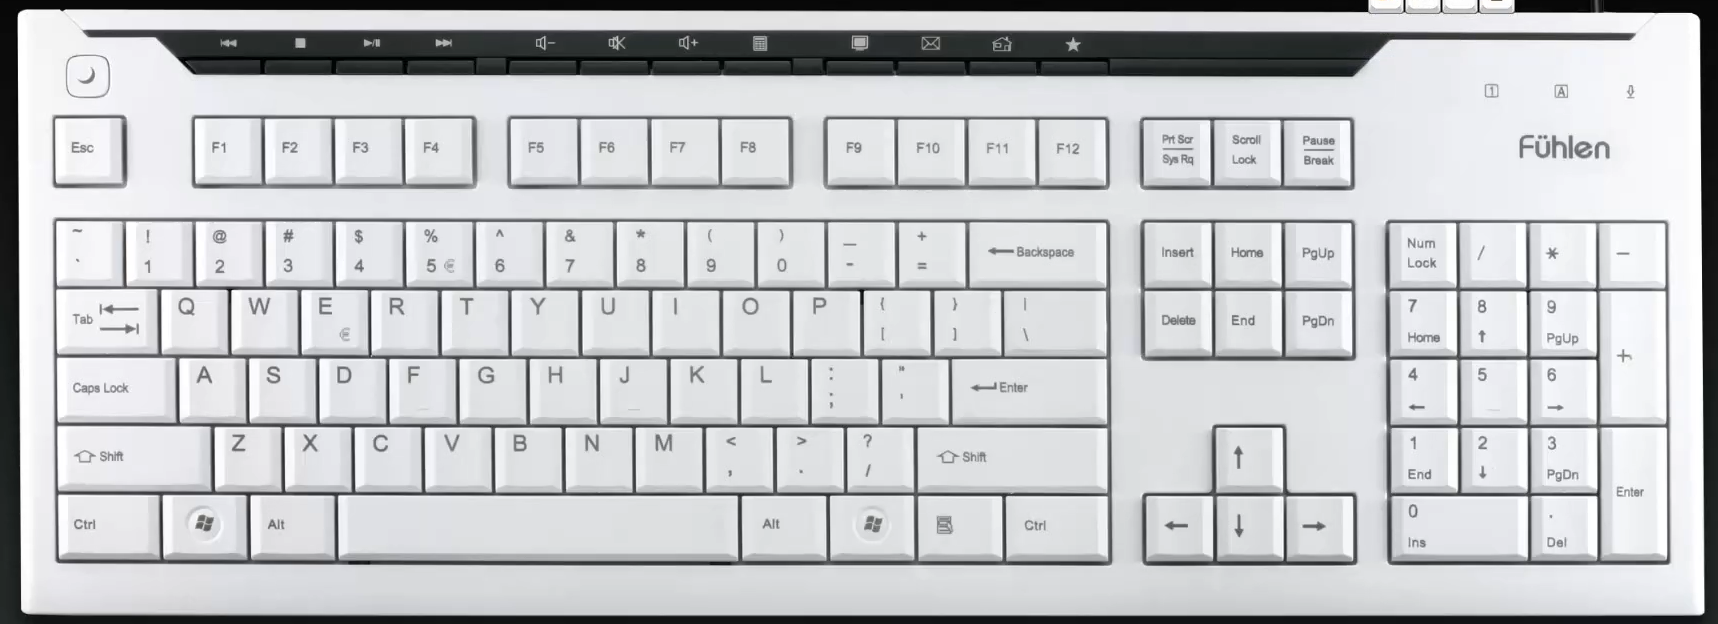 1 A
Fühlen
Esc F1 F2 F3 F4 F5 F6 F7 F8 F9 F10 F11 F12 Prt Scr Scroll Pause
Sys Rq Lock Break
~ ! @ # $ % ^ & * ( ) _ +
` 1 2 3 4 5 € 6 7 8 9 0 - = ←Backspace Insert Home PgUp Num Lock / * −
Tab Q W E € R T Y U I O P { [ } ] | \ Delete End PgDn 7 Home 8 ↑ 9 PgUp +
Caps Lock A S D F G H J K L : ; " ' Enter 4 ← 5 6 →
Shift Z X C V B N M < , > . ? / Shift ↑ 1 End 2 ↓ 3 PgDn Enter
Ctrl Alt Alt Ctrl ← ↓ → 0 Ins . Del